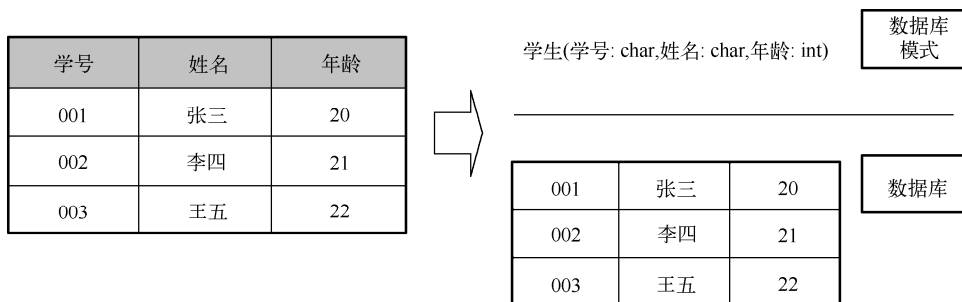 学号 姓名 年龄
001 张三 20
002 李四 21
003 王五 22
学生(学号: char,姓名: char,年龄: int)
数据库
模式
001 张三 20
002 李四 21
003 王五 22
数据库